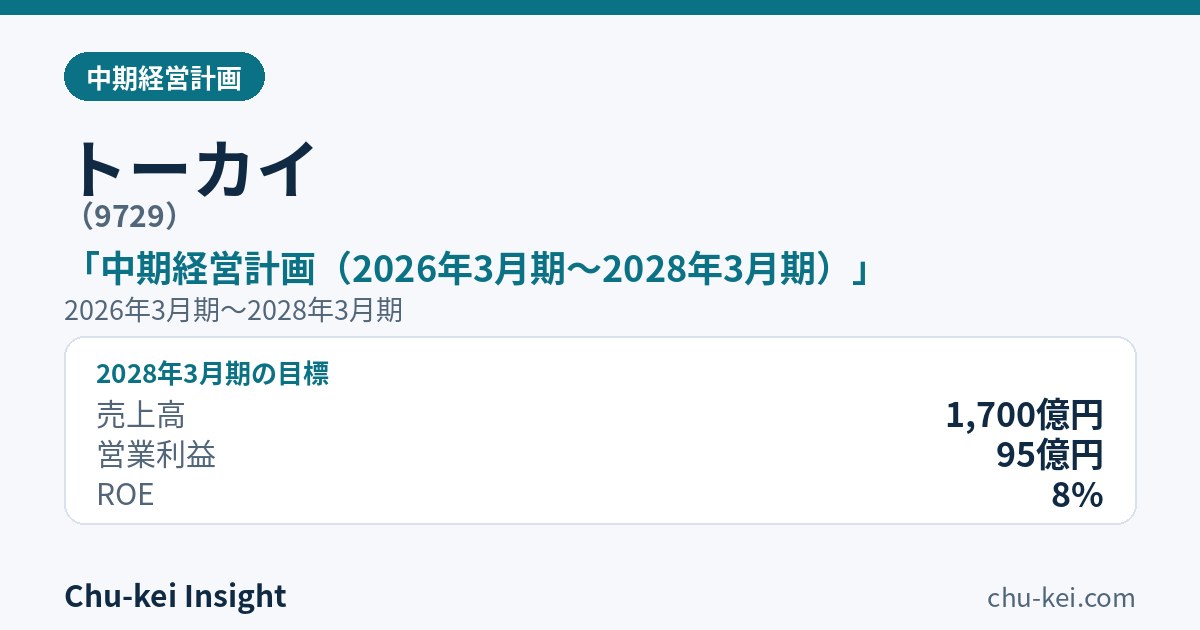 中期経営計画
トーカイ
（9729）
「中期経営計画（2026年3月期〜2028年3月期）」
2026年3月期〜2028年3月期
2028年3月期の目標
売上高 1,700億円
営業利益 95億円
ROE 8%
Chu-kei Insight chu-kei.com